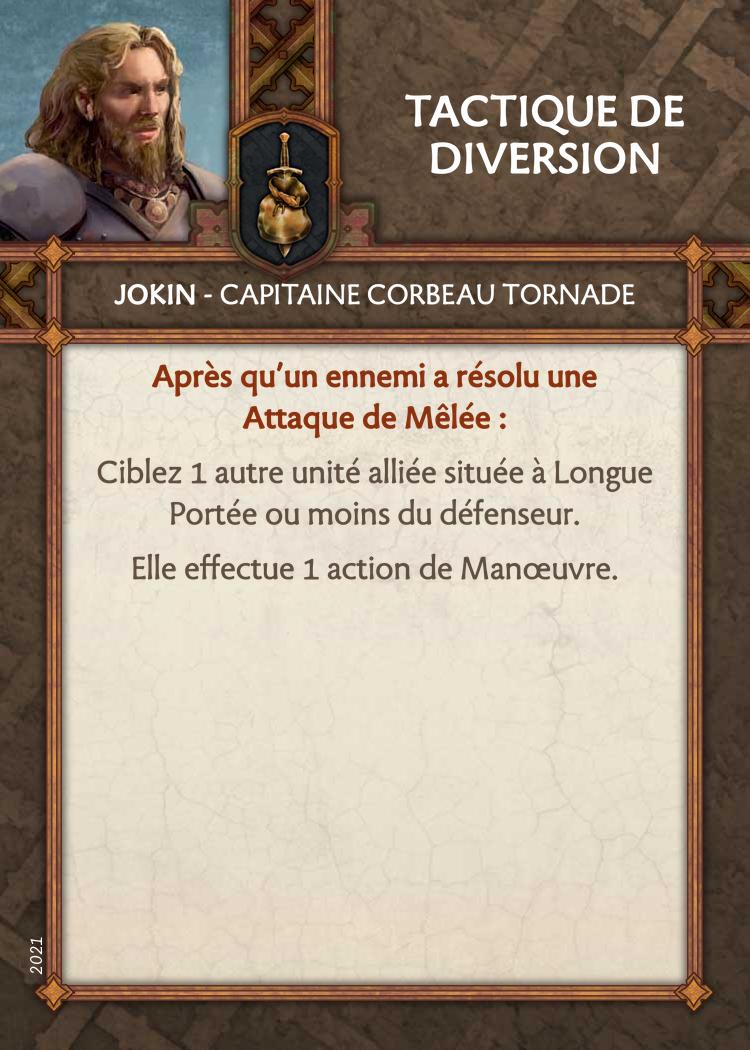 TACTIQUE DE
DIVERSION
JOKIN - CAPITAINE CORBEAU TORNADE
Après qu'un ennemi a résolu une
Attaque de Mêlée :
Ciblez 1 autre unité alliée située à Longue
Portée ou moins du défenseur.
Elle effectue 1 action de Manœuvre.
2021